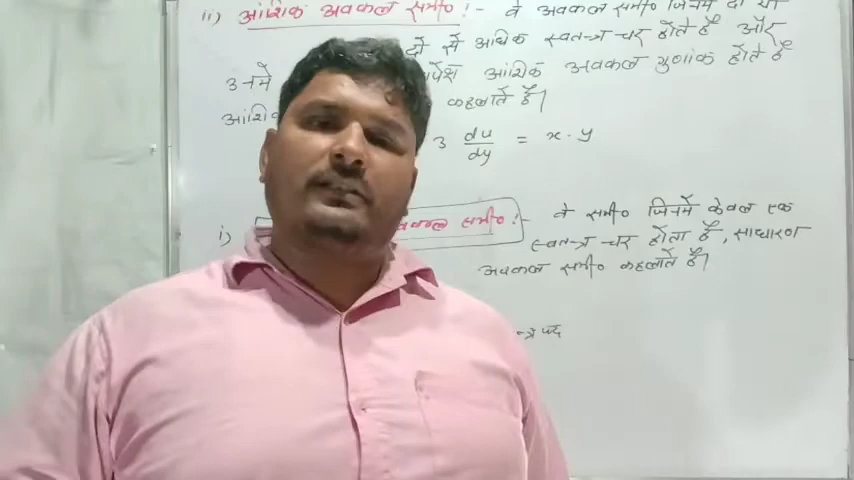 ii) आंशिक अवकल समी० :- वे अवकल समी० जिनमें दो या
दो से अधिक स्वतन्त्र चर होते हैं और
उनमें आंशिक अवकल गुणांक होते हैं
कहलाते हैं।
3 du/dy = x . y
i) अवकल समी० :- वे समी० जिनमें केवल एक
स्वतन्त्र चर होता है, साधारण
अवकल समी० कहलाते हैं।